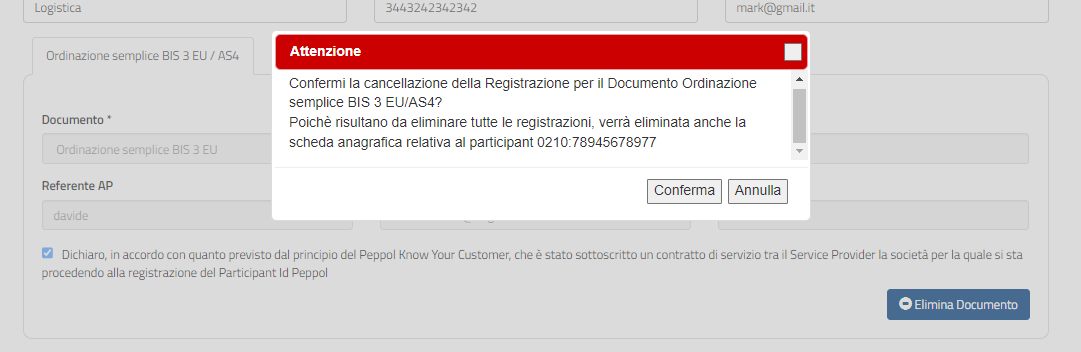 Logistica
3443242342342
mark@gmail.it
Attenzione
Ordinazione semplice BIS 3 EU / AS4
Confermi la cancellazione della Registrazione per il Documento Ordinazione
semplice BIS 3 EU/AS4?
Poichè risultano da eliminare tutte le registrazioni, verrà eliminata anche la
scheda anagrafica relativa al participant 0210:78945678977
Documento *
Ordinazione semplice BIS 3 EU
Conferma
Annulla
Referente AP
davide
Dichiaro, in accordo con quanto previsto dal principio del Peppol Know Your Customer, che è stato sottoscritto un contratto di servizio tra il Service Provider la società per la quale si sta
procedendo alla registrazione del Participant Id Peppol
Elimina Documento